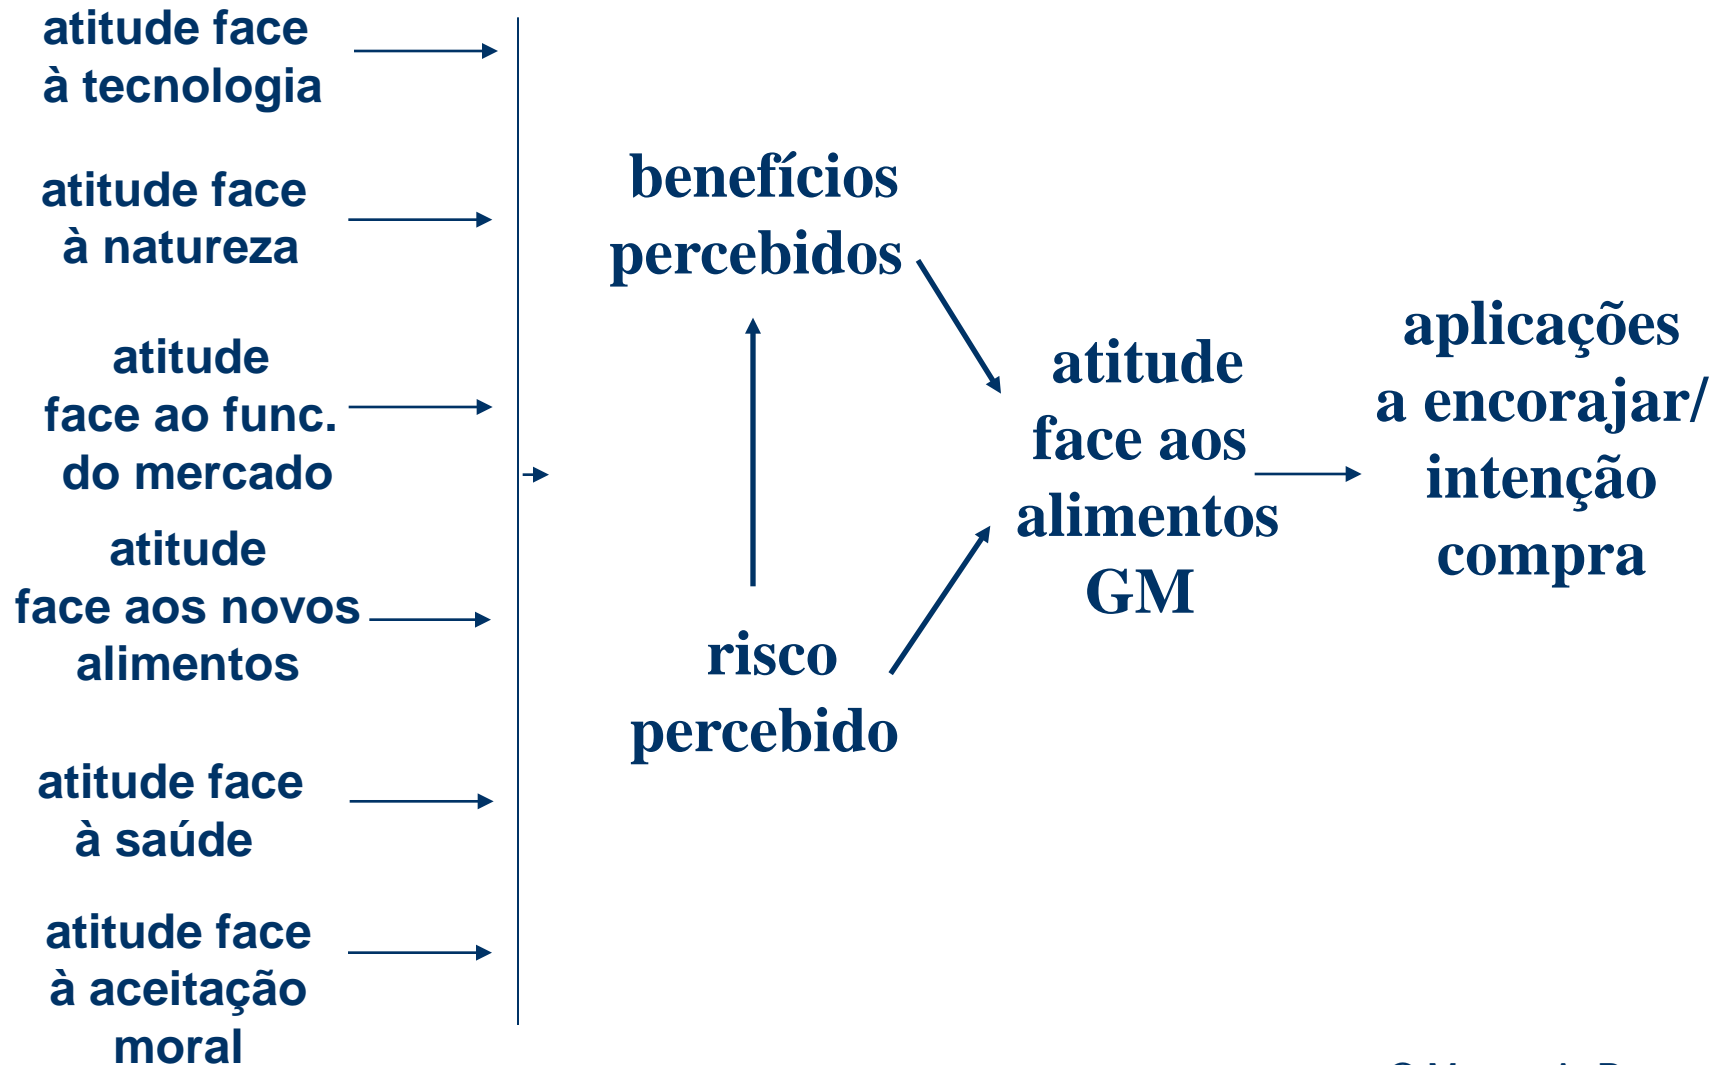 atitude face
à tecnologia
atitude face
à natureza
atitude
face ao func.
do mercado
atitude
face aos novos
alimentos
atitude face
à saúde
atitude face
à aceitação
moral
benefícios
percebidos
risco
percebido
atitude
face aos
alimentos
GM
aplicações
a encorajar/
intenção
compra